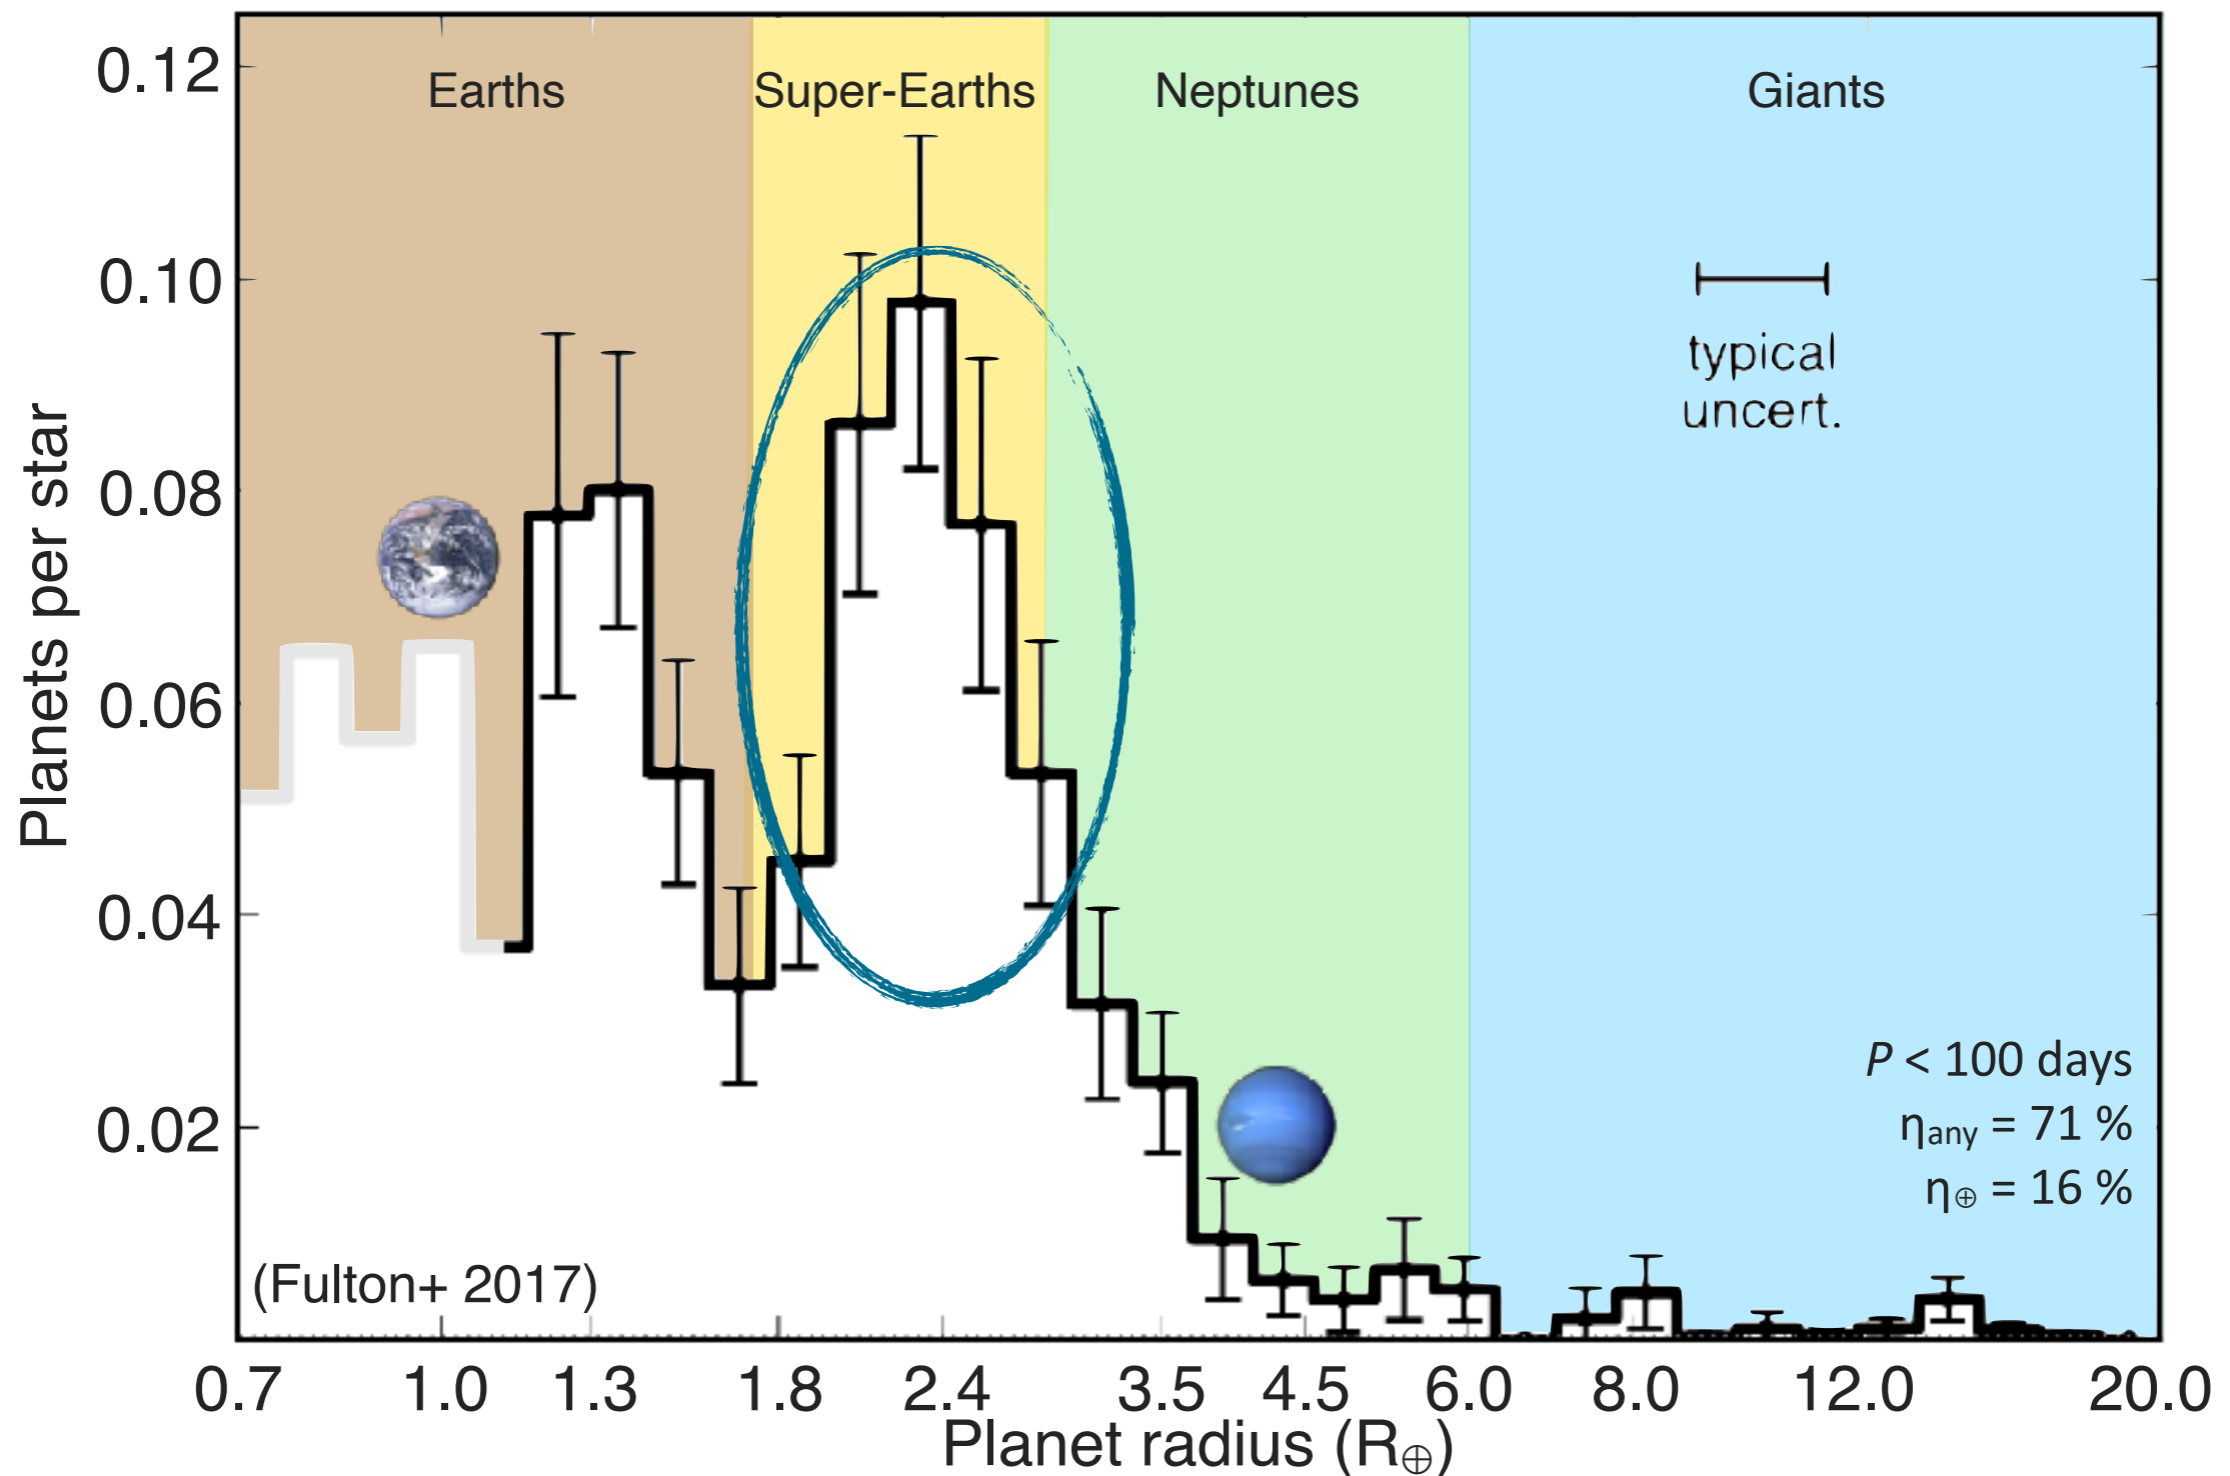 0.12
0.10
0.08
0.06
0.04
0.02
Planets per star
Earths
Super-Earths
Neptunes
Giants
typical
uncert.
P < 100 days
ηany = 71 %
η⊕ = 16 %
(Fulton+ 2017)
0.7 1.0 1.3 1.8 2.4 3.5 4.5 6.0 8.0 12.0 20.0
Planet radius (R⊕)